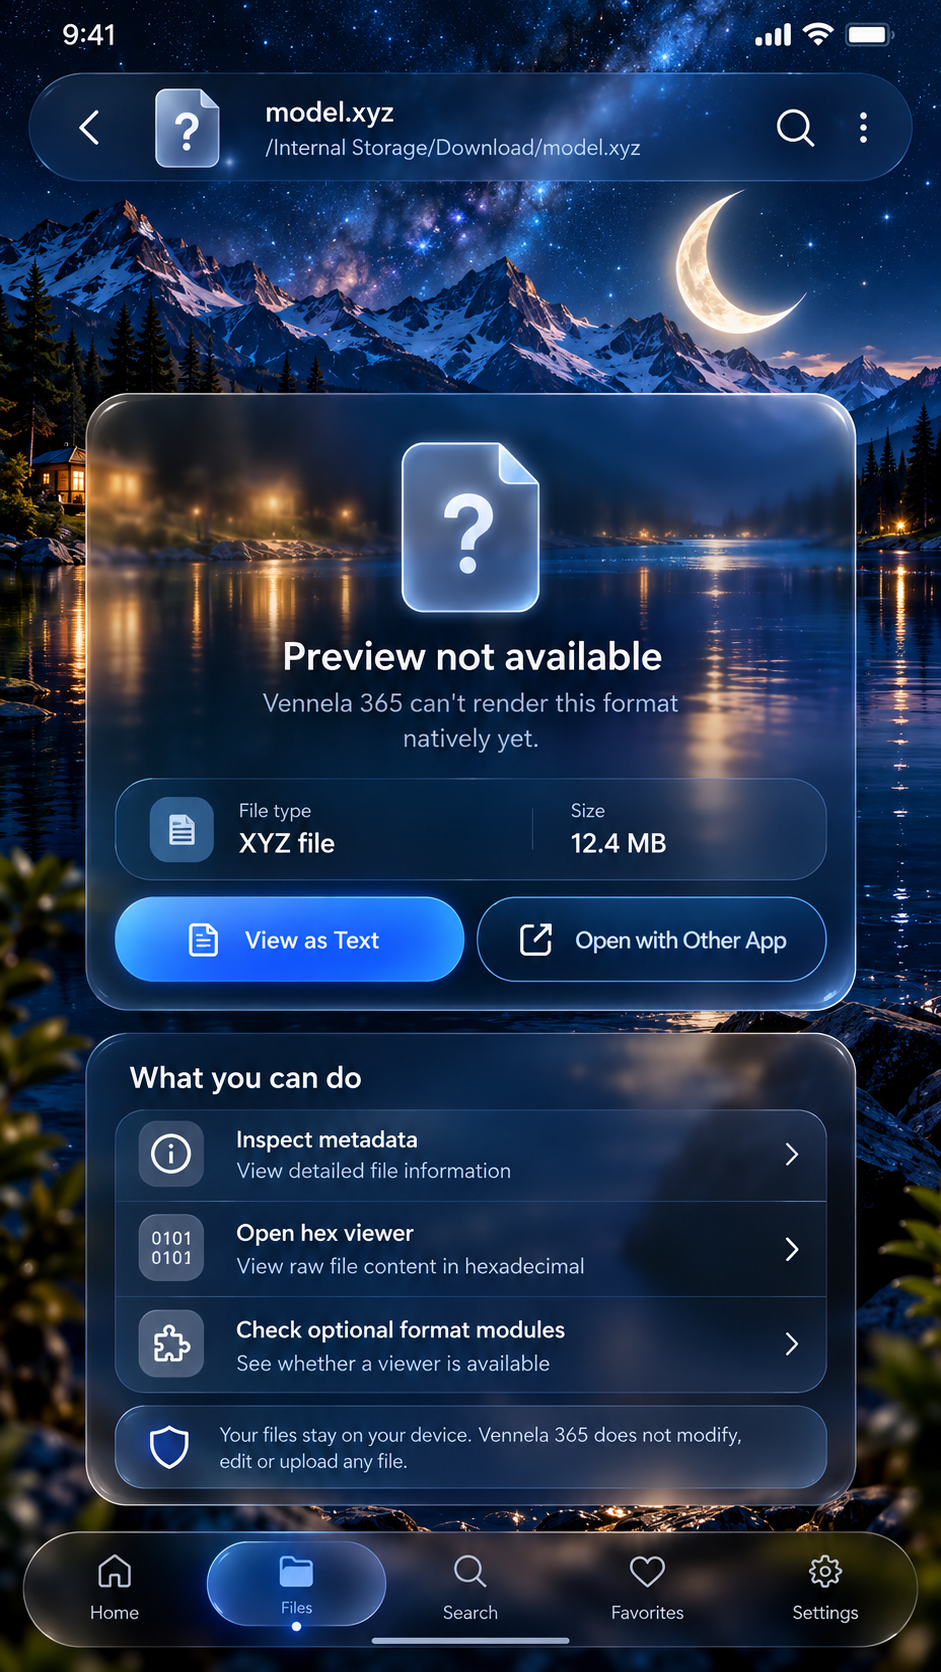 9:41
model.xyz
/Internal Storage/Download/model.xyz
Preview not available
Vennela 365 can't render this format
natively yet.
File type
XYZ file
Size
12.4 MB
View as Text
Open with Other App
What you can do
Inspect metadata
View detailed file information
0101
0101
Open hex viewer
View raw file content in hexadecimal
Check optional format modules
See whether a viewer is available
Your files stay on your device. Vennela 365 does not modify,
edit or upload any file.
Home
Files
Search
Favorites
Settings